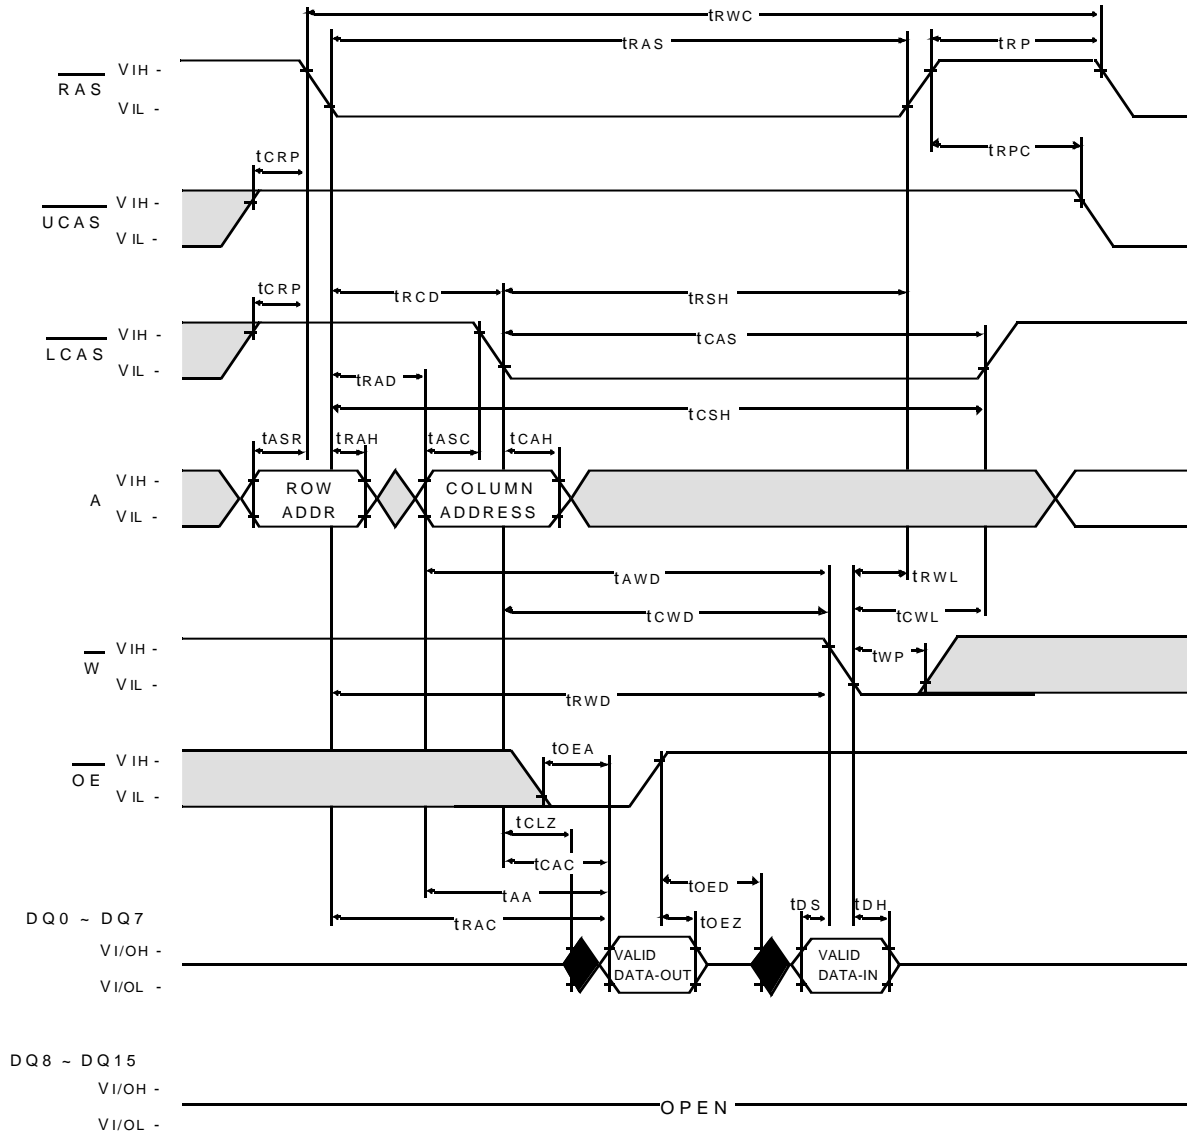 tRWC
tRAS
tRP
RAS
VIH -
VIL -
tCRP
tRPC
UCAS
VIH -
VIL -
tCRP
tRCD
tRSH
LCAS
VIH -
VIL -
tCAS
tRAD
tCSH
tASR
tRAH
tASC
tCAH
A
VIH -
VIL -
ROW
ADDR
COLUMN
ADDRESS
tAWD
tRWL
tCWD
tCWL
W
VIH -
VIL -
tWP
tRWD
OE
VIH -
VIL -
tOEA
tCLZ
tCAC
tAA
tOED
tRAC
tOEZ
tDS
tDH
DQ0 ~ DQ7
VI/OH -
VI/OL -
VALID
DATA-OUT
VALID
DATA-IN
DQ8 ~ DQ15
VI/OH -
VI/OL -
OPEN